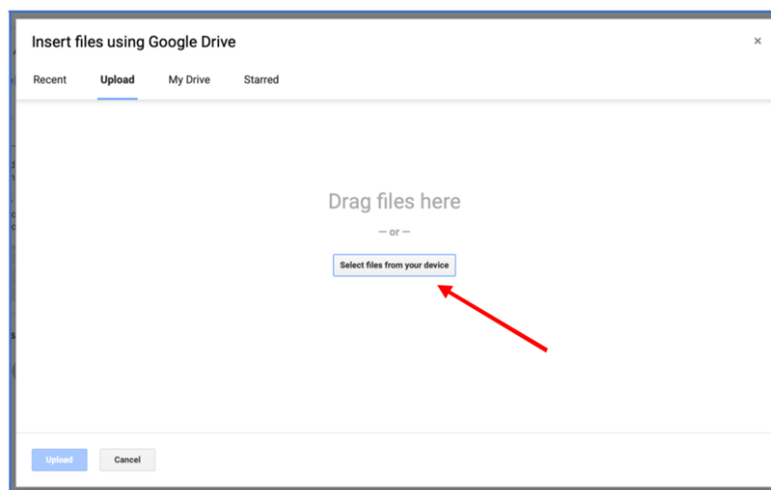 Insert files using Google Drive
Recent Upload My Drive Starred
Drag files here
— or —
Select files from your device
Upload Cancel